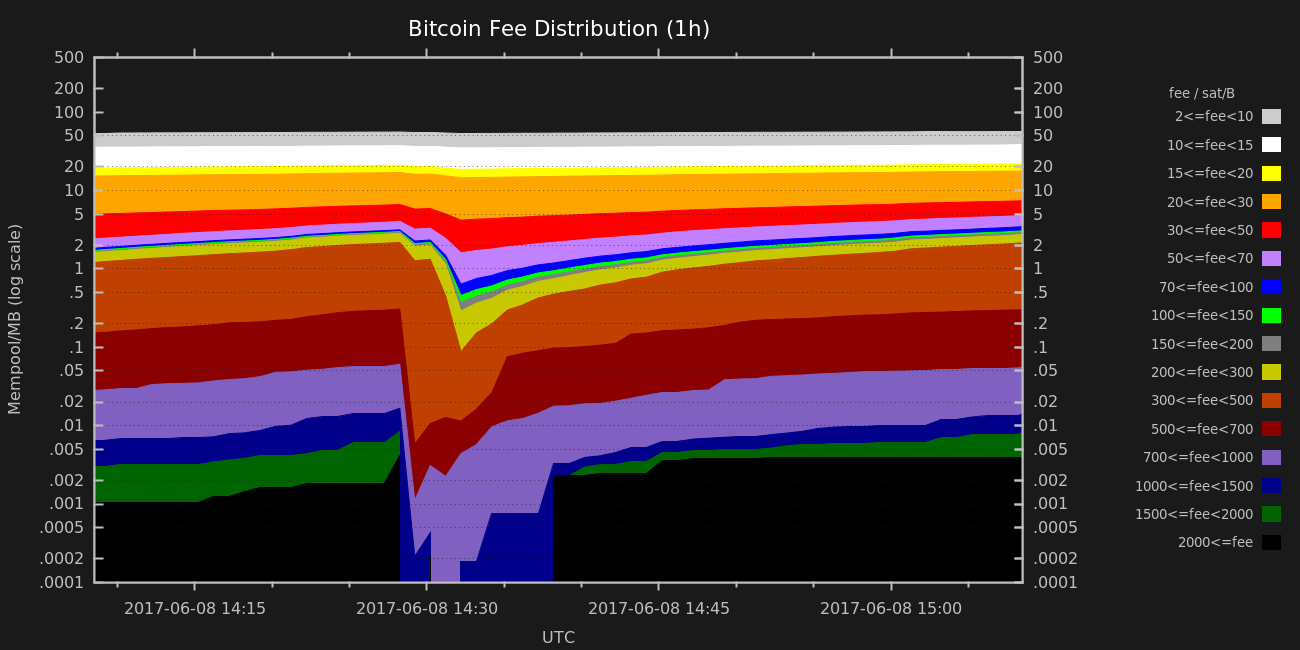 Bitcoin Fee Distribution (1h)
Mempool/MB (log scale)
500
200
100
50
20
10
5
2
1
.5
.2
.1
.05
.02
.01
.005
.002
.001
.0005
.0002
.0001
500
200
100
50
20
10
5
2
1
.5
.2
.1
.05
.02
.01
.005
.002
.001
.0005
.0002
.0001
2017-06-08 14:15
2017-06-08 14:30
2017-06-08 14:45
2017-06-08 15:00
UTC
fee / sat/B
2<=fee<10
10<=fee<15
15<=fee<20
20<=fee<30
30<=fee<50
50<=fee<70
70<=fee<100
100<=fee<150
150<=fee<200
200<=fee<300
300<=fee<500
500<=fee<700
700<=fee<1000
1000<=fee<1500
1500<=fee<2000
2000<=fee